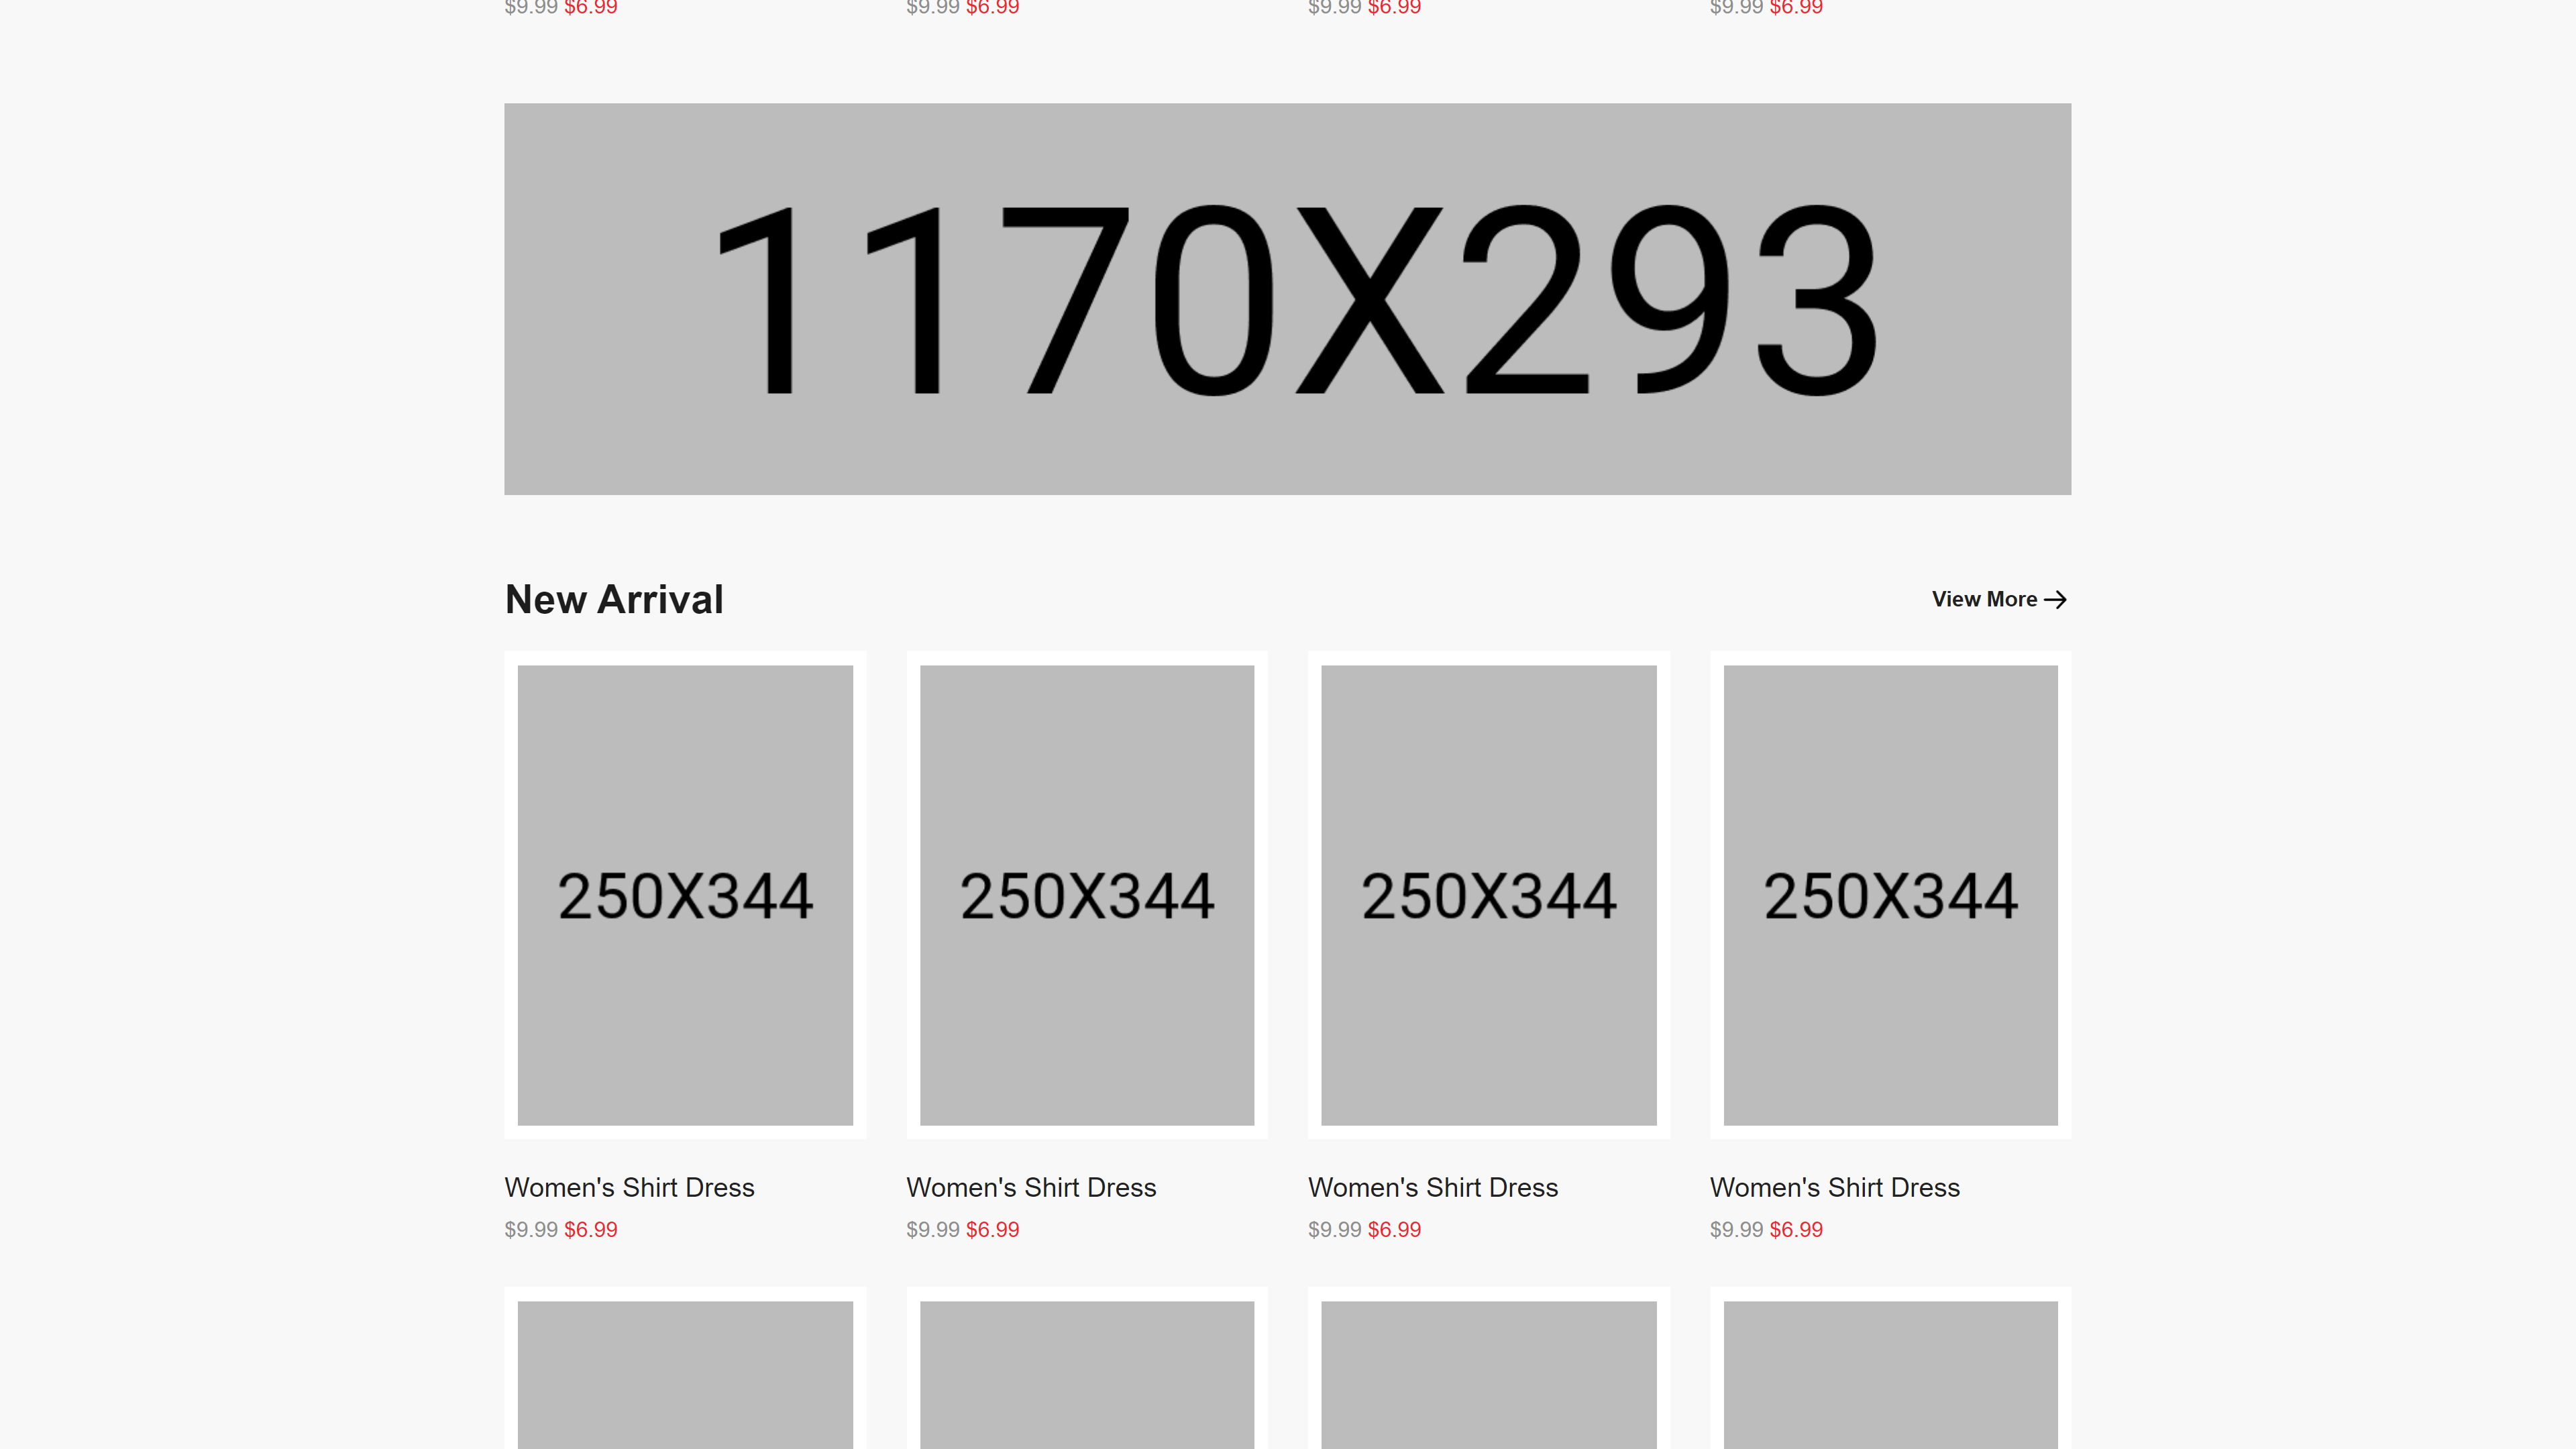 $9.99 $6.99 $9.99 $6.99 $9.99 $6.99 $9.99 $6.99
1170X293
New Arrival View More
250X344 250X344 250X344 250X344
Women's Shirt Dress Women's Shirt Dress Women's Shirt Dress Women's Shirt Dress
$9.99 $6.99 $9.99 $6.99 $9.99 $6.99 $9.99 $6.99